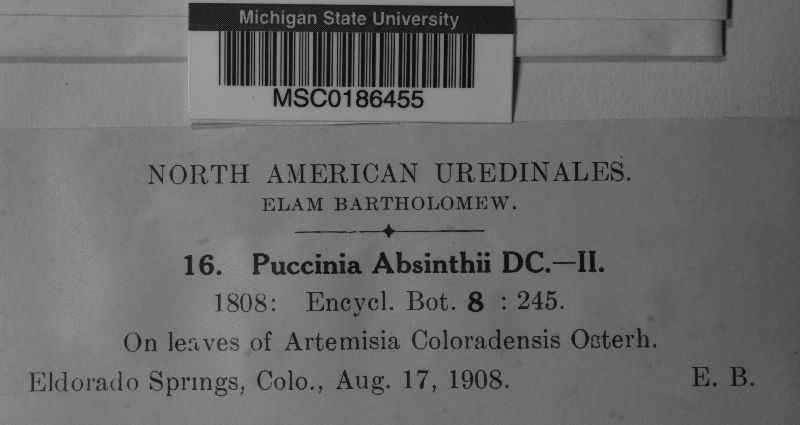 Michigan State University
MSC0186455
NORTH AMERICAN UREDINALES.
ELAM BARTHOLOMEW.
16. Puccinia Absinthii DC.—II.
1808: Encycl. Bot. 8 : 245.
On leaves of Artemisia Coloradensis Osterh.
Eldorado Springs, Colo., Aug. 17, 1908. E. B.